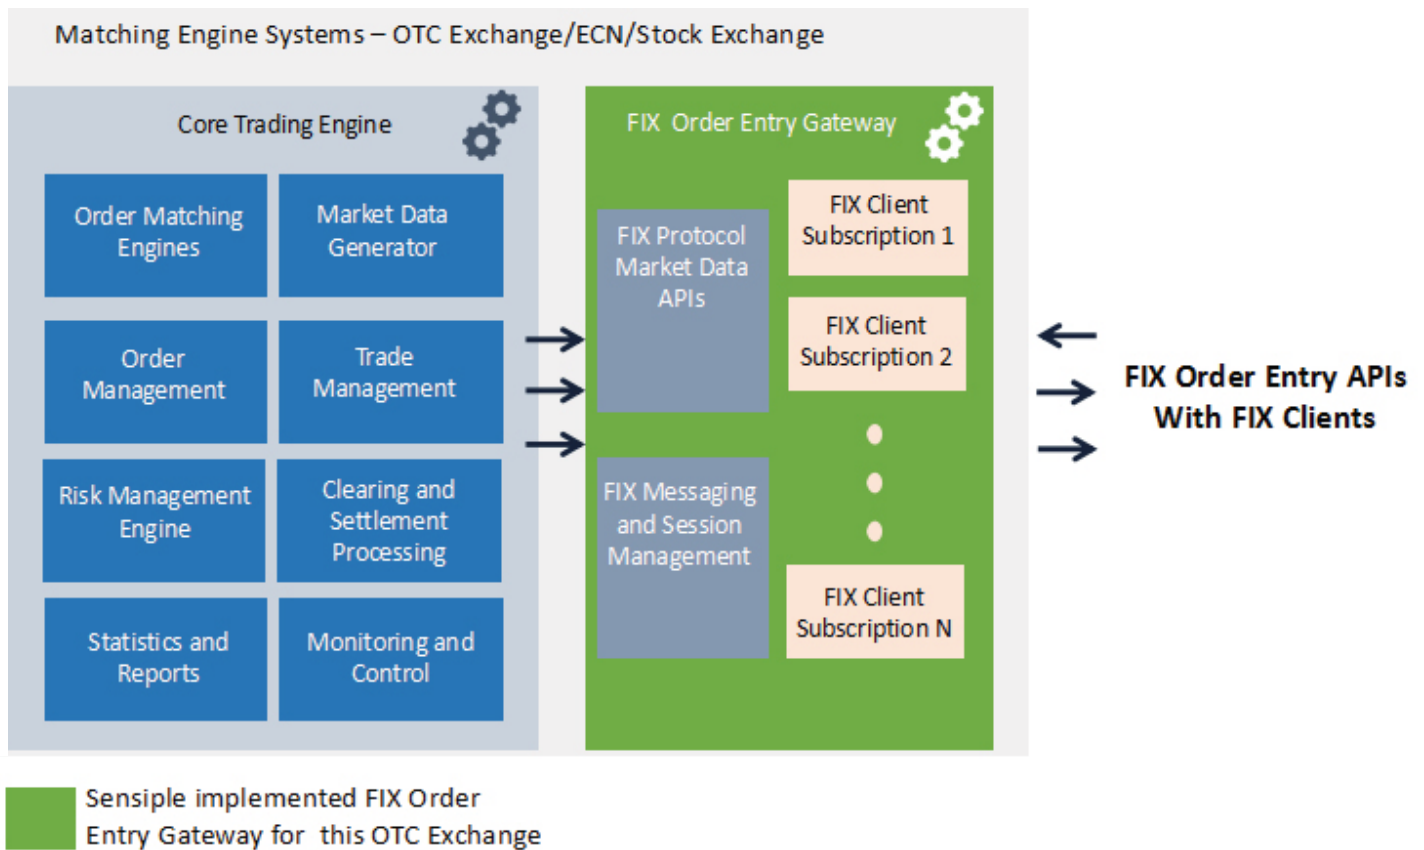 Matching Engine Systems – OTC Exchange/ECN/Stock Exchange
Core Trading Engine
Order Matching
Engines
Market Data
Generator
Order
Management
Trade
Management
Risk Management
Engine
Clearing and
Settlement
Processing
Statistics and
Reports
Monitoring and
Control
FIX Order Entry Gateway
FIX Protocol
Market Data
APIs
FIX Messaging
and Session
Management
FIX Client
Subscription 1
FIX Client
Subscription 2
FIX Client
Subscription N
FIX Order Entry APIs
With FIX Clients
Sensiple implemented FIX Order
Entry Gateway for this OTC Exchange